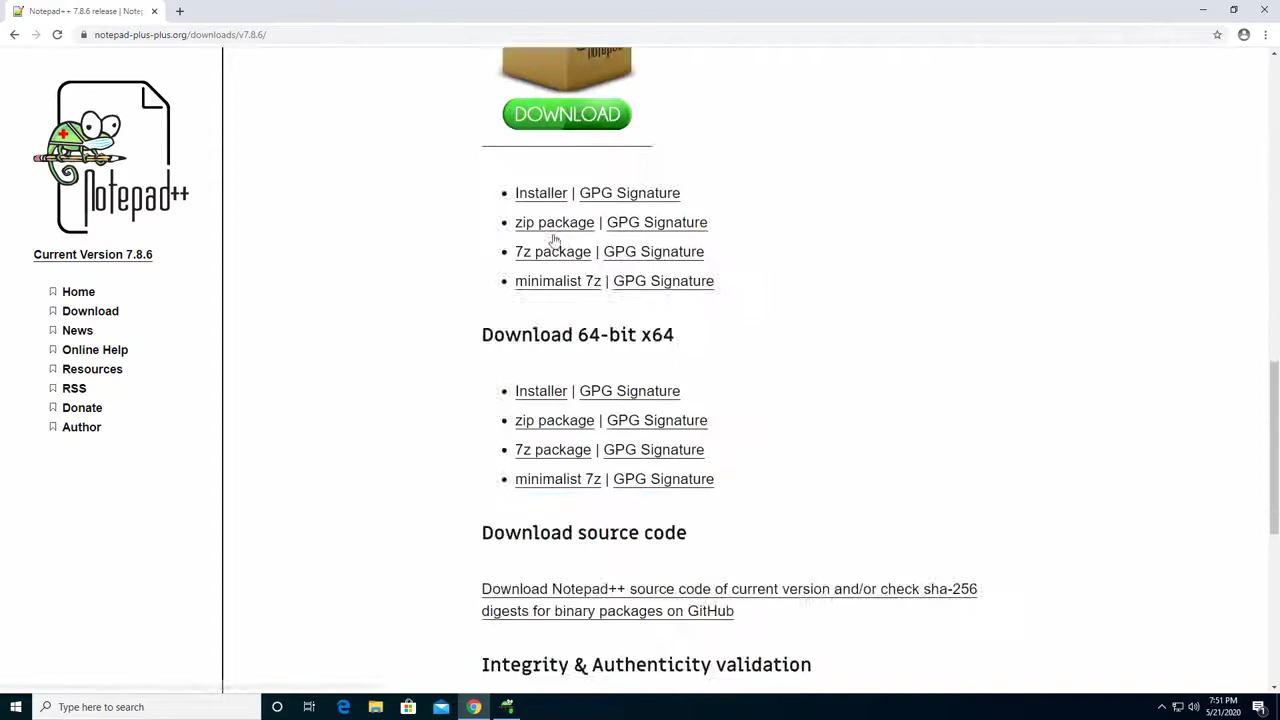 Notepad++ 7.8.6 release | Note
notepad-plus-plus.org/downloads/v7.8.6/
Notepad++
Current Version 7.8.6
Home
Download
News
Online Help
Resources
RSS
Donate
Author
DOWNLOAD
Installer | GPG Signature
zip package | GPG Signature
7z package | GPG Signature
minimalist 7z | GPG Signature
Download 64-bit x64
Installer | GPG Signature
zip package | GPG Signature
7z package | GPG Signature
minimalist 7z | GPG Signature
Download source code
Download Notepad++ source code of current version and/or check sha-256
digests for binary packages on GitHub
Integrity & Authenticity validation
Type here to search
7:51 PM
5/21/2020